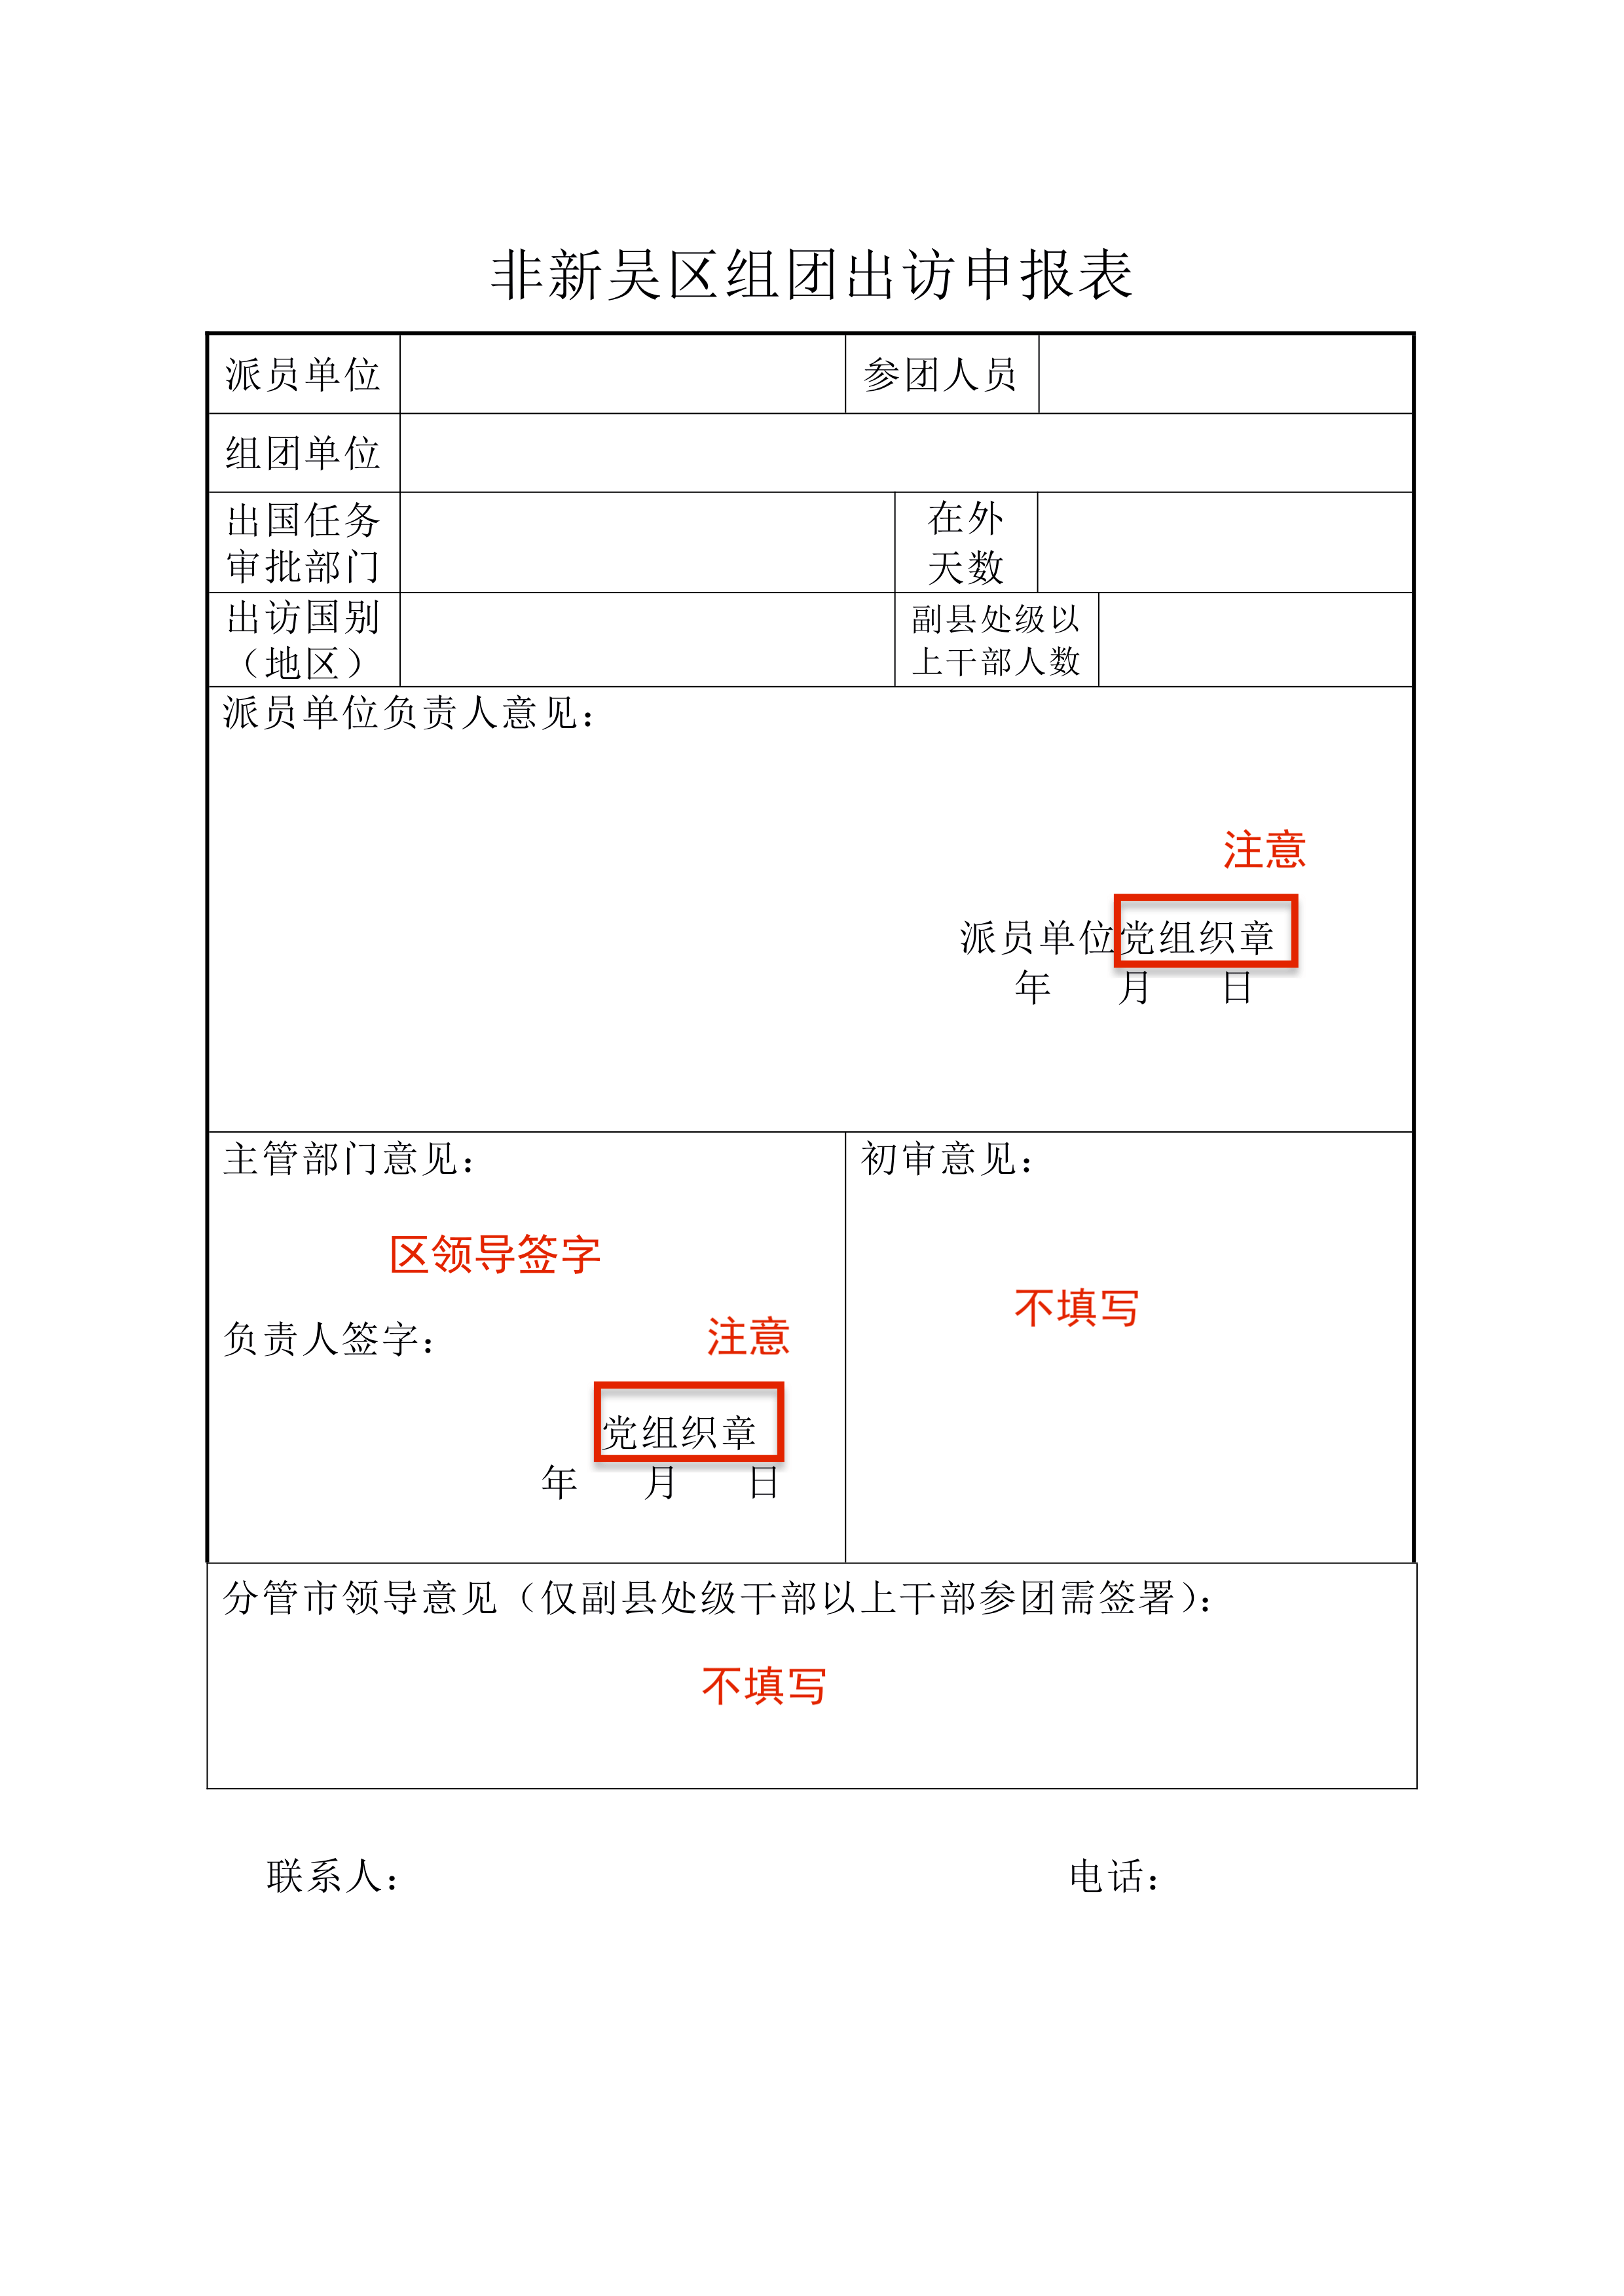 非新吴区组团出访申报表
派员单位 参团人员
组团单位
出国任务
审批部门
在外
天数
出访国别
（地区）
副县处级以
上干部人数
派员单位负责人意见：
注意
派员单位党组织章
年 月 日
主管部门意见：
区领导签字
负责人签字：
注意
党组织章
年 月 日
初审意见：
不填写
分管市领导意见（仅副县处级干部以上干部参团需签署）：
不填写
联系人： 电话：